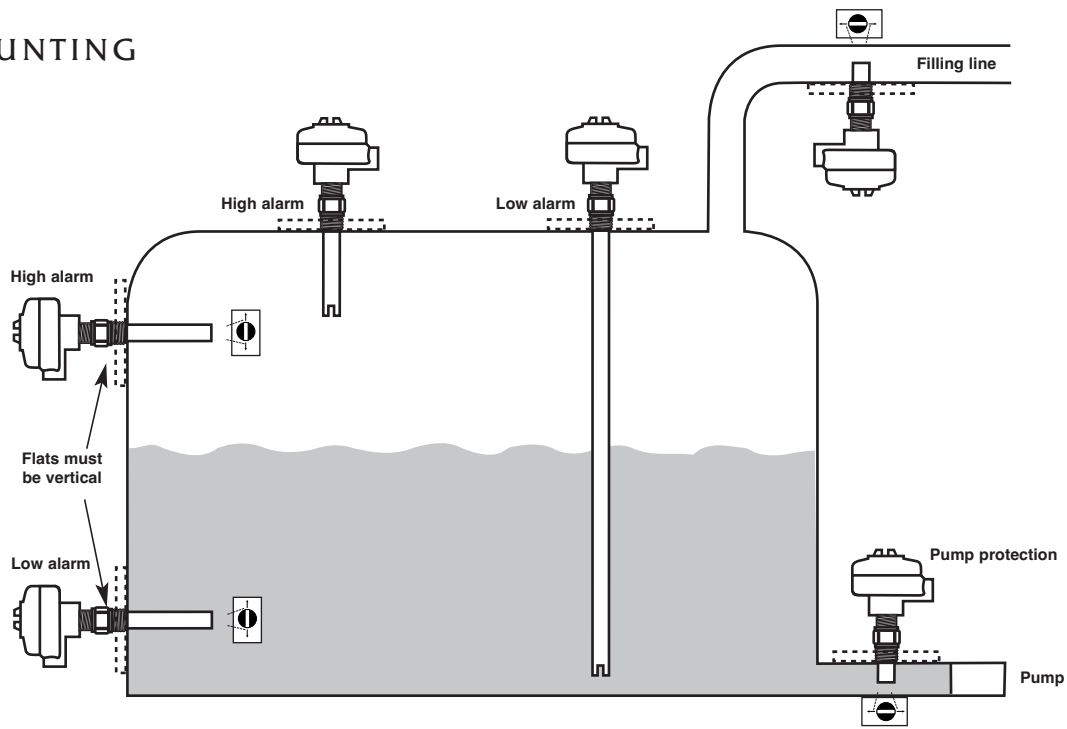 UNTING
Filling line
High alarm
Low alarm
High alarm
Flats must
be vertical
Low alarm
Pump protection
Pump